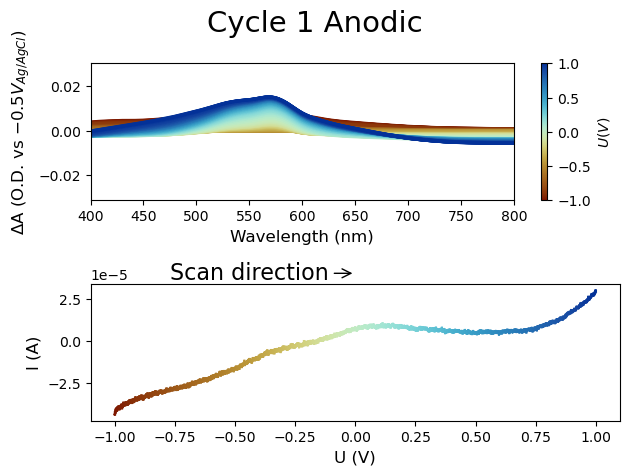 Cycle 1 Anodic
ΔA (O.D. vs −0.5V_{Ag/AgCl})
0.02
0.00
−0.02
400 450 500 550 600 650 700 750 800
Wavelength (nm)
1.0
0.5
0.0
−0.5
−1.0
U(V)
Scan direction →
1e−5
2.5
0.0
−2.5
I (A)
−1.00 −0.75 −0.50 −0.25 0.00 0.25 0.50 0.75 1.00
U (V)